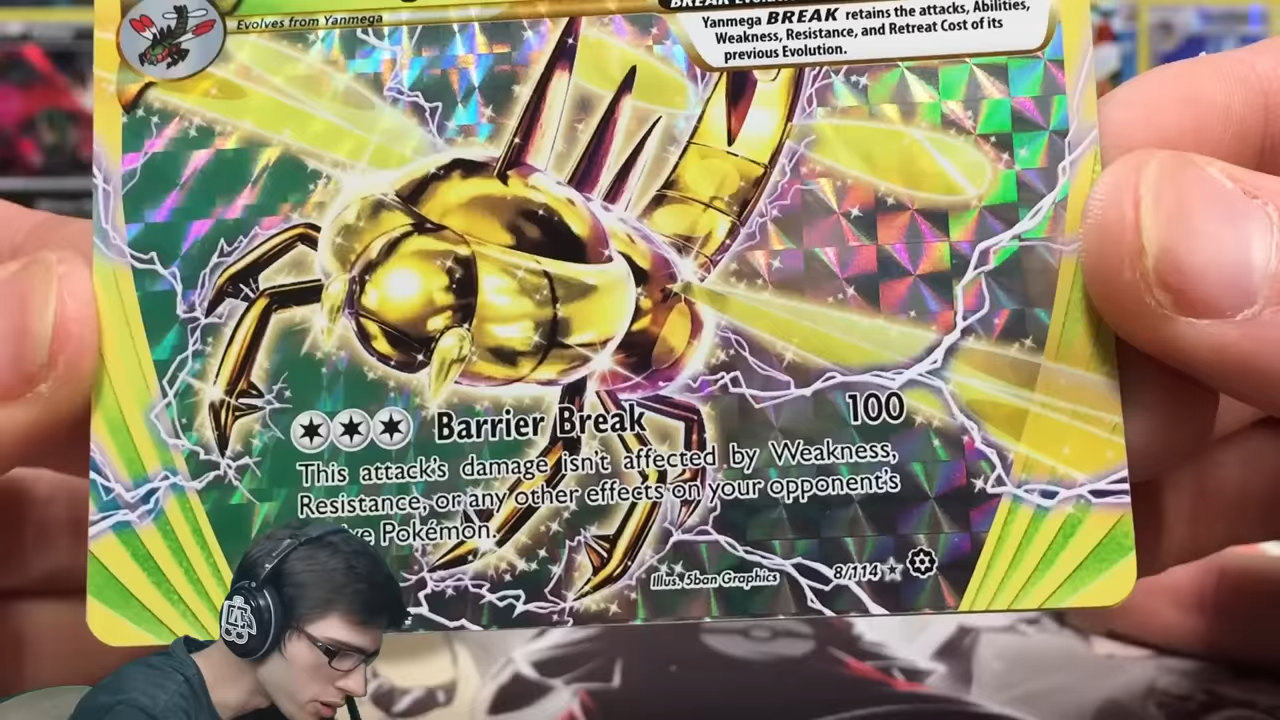 Evolves from Yanmega
Yanmega BREAK retains the attacks, Abilities,
Weakness, Resistance, and Retreat Cost of its
previous Evolution.
Barrier Break 100
This attack's damage isn't affected by Weakness,
Resistance, or any other effects on your opponent's
Pokémon.
Illus. 5ban Graphics
8/114